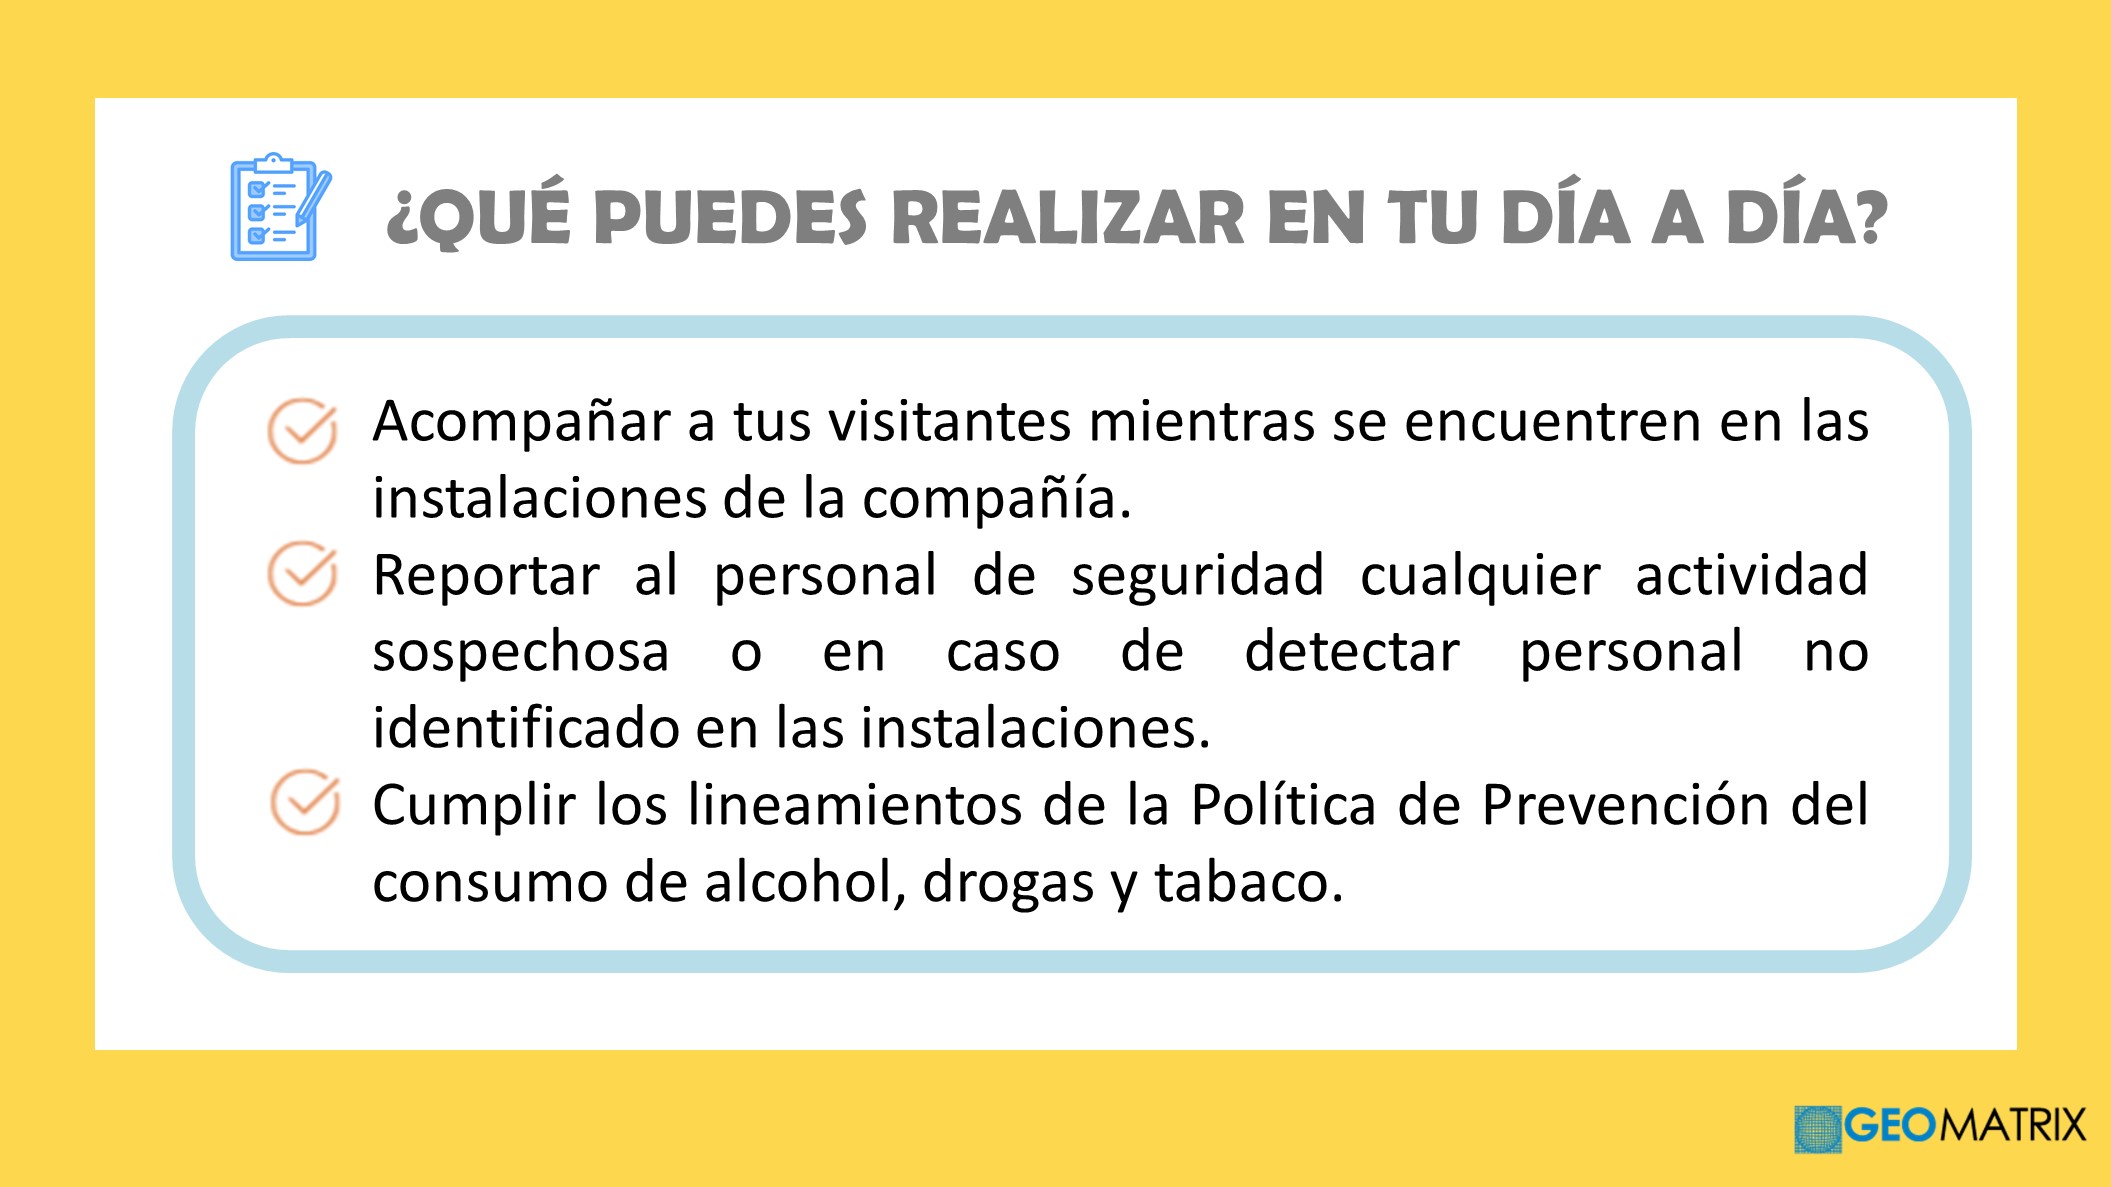 ¿QUÉ PUEDES REALIZAR EN TU DÍA A DÍA?
Acompañar a tus visitantes mientras se encuentren en las
instalaciones de la compañía.
Reportar al personal de seguridad cualquier actividad
sospechosa o en caso de detectar personal no
identificado en las instalaciones.
Cumplir los lineamientos de la Política de Prevención del
consumo de alcohol, drogas y tabaco.
GEOMATRIX